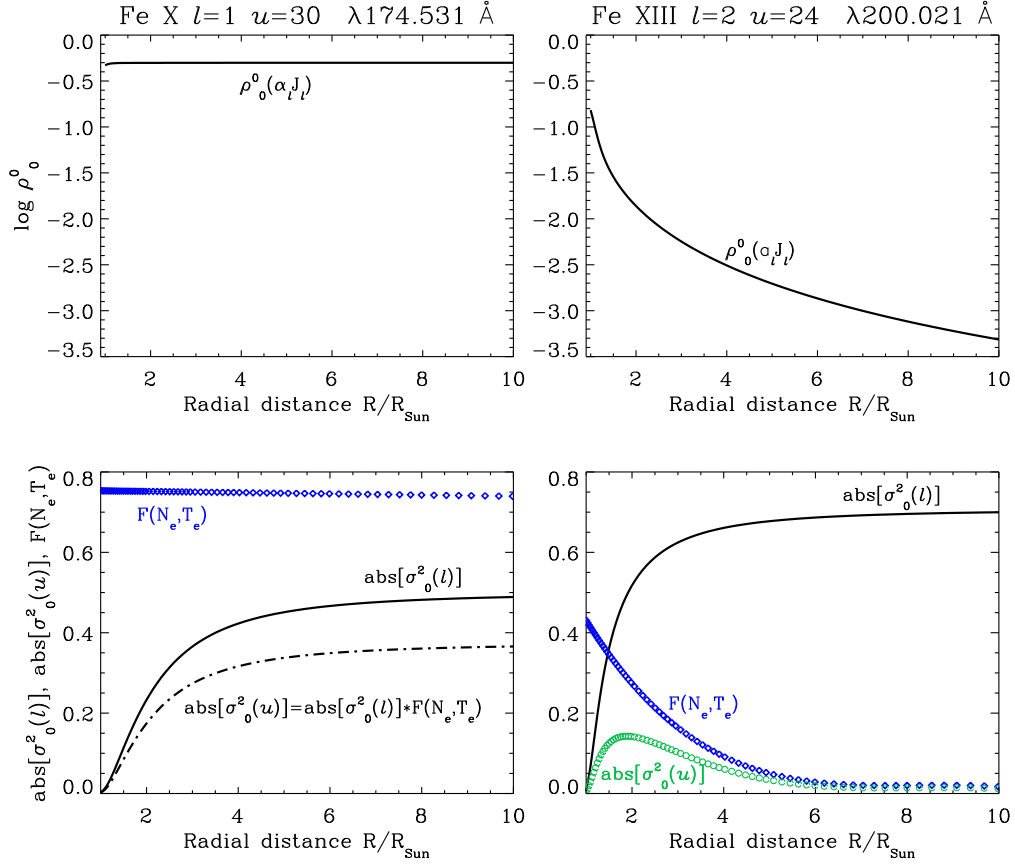 Fe X l=1 u=30 λ174.531 Å
Fe XIII l=2 u=24 λ200.021 Å
log ρ⁰₀
0.0
−0.5
−1.0
−1.5
−2.0
−2.5
−3.0
−3.5
ρ⁰₀(α_l J_l)
2 4 6 8 10
Radial distance R/R_Sun
0.0
−0.5
−1.0
−1.5
−2.0
−2.5
−3.0
−3.5
ρ⁰₀(α_l J_l)
2 4 6 8 10
Radial distance R/R_Sun
abs[σ²₀(l)], abs[σ²₀(u)], F(N_e,T_e)
0.8
0.6
0.4
0.2
0.0
F(N_e,T_e)
abs[σ²₀(l)]
abs[σ²₀(u)]=abs[σ²₀(l)]*F(N_e,T_e)
2 4 6 8 10
Radial distance R/R_Sun
0.8
0.6
0.4
0.2
0.0
abs[σ²₀(l)]
F(N_e,T_e)
abs[σ²₀(u)]
2 4 6 8 10
Radial distance R/R_Sun